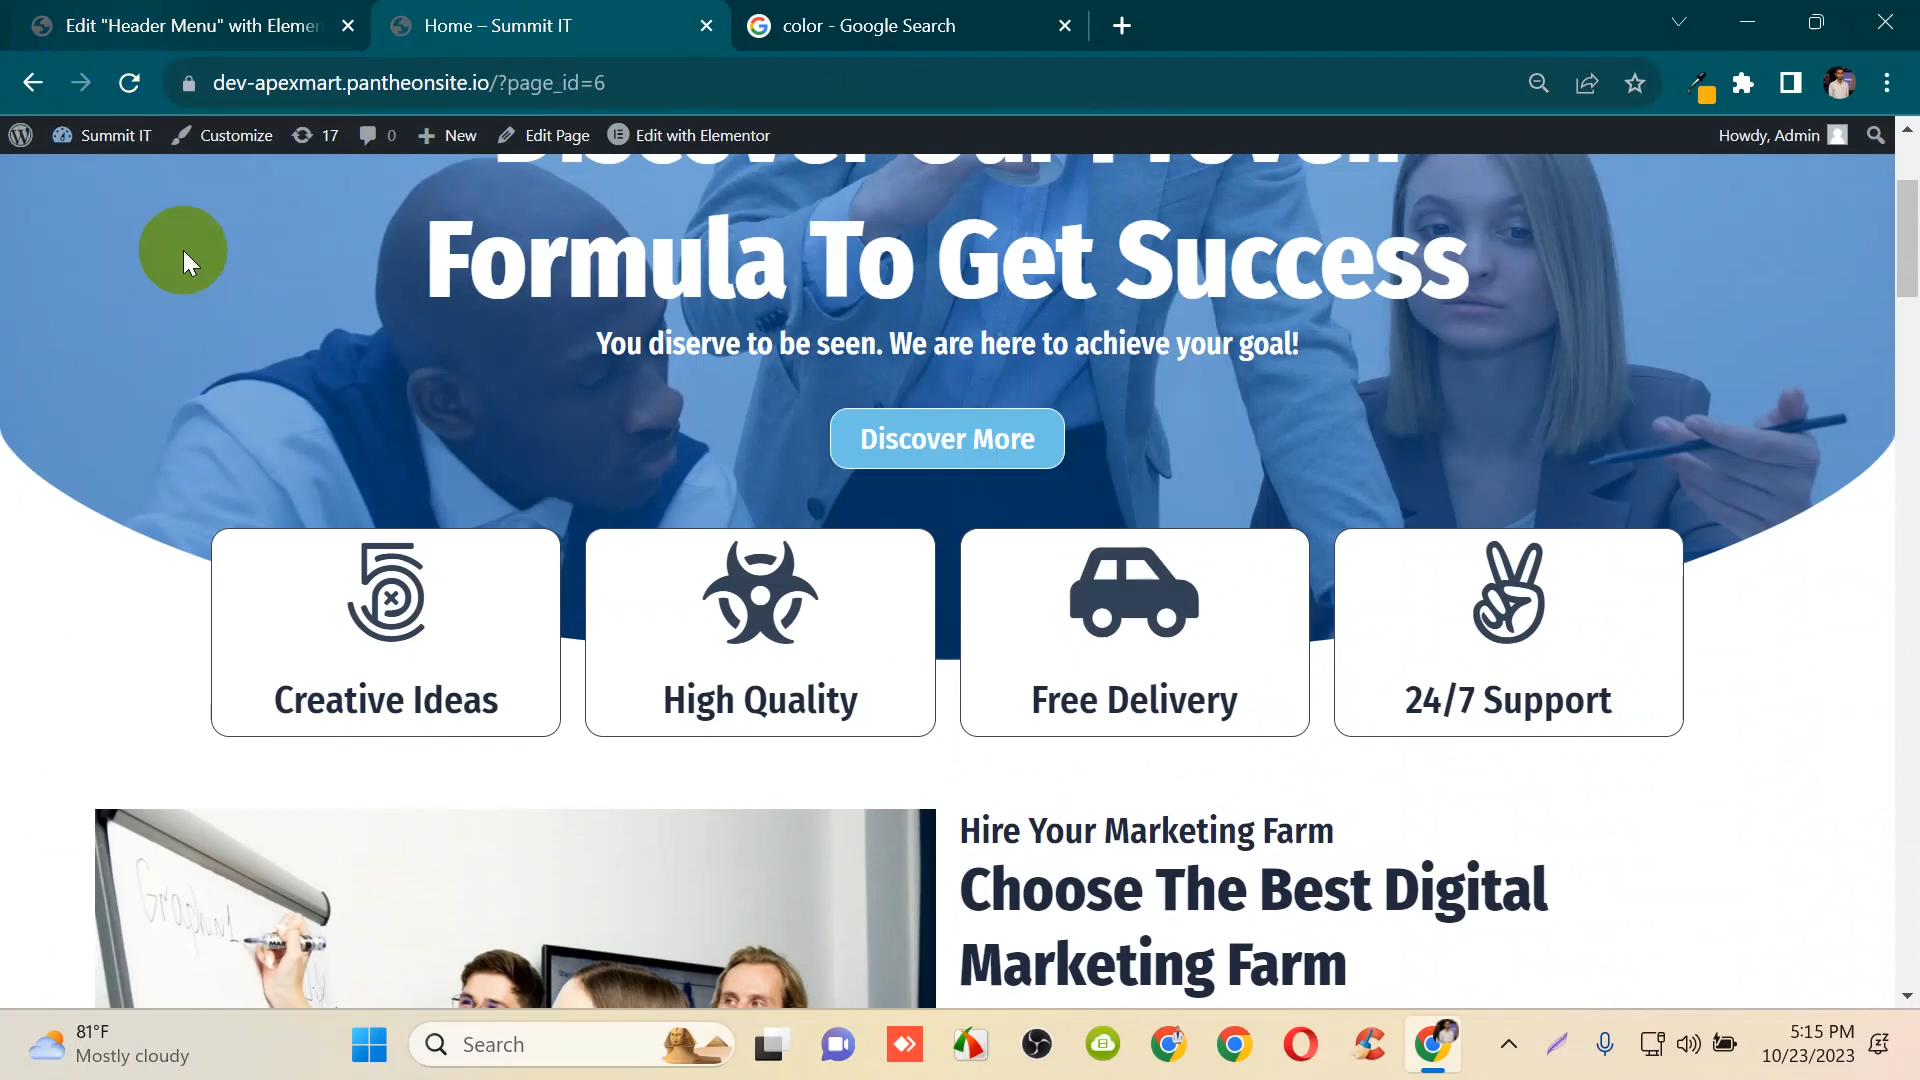 Edit "Header Menu" with Elemen
Home – Summit IT
color - Google Search
dev-apexmart.pantheonsite.io/?page_id=6
Summit IT
Customize
17
0
New
Edit Page
Edit with Elementor
Howdy, Admin
Discover Our Proven
Formula To Get Success
You diserve to be seen. We are here to achieve your goal!
Discover More
Creative Ideas
High Quality
Free Delivery
24/7 Support
Hire Your Marketing Farm
Choose The Best Digital
Marketing Farm
81°F
Mostly cloudy
Search
5:15 PM
10/23/2023